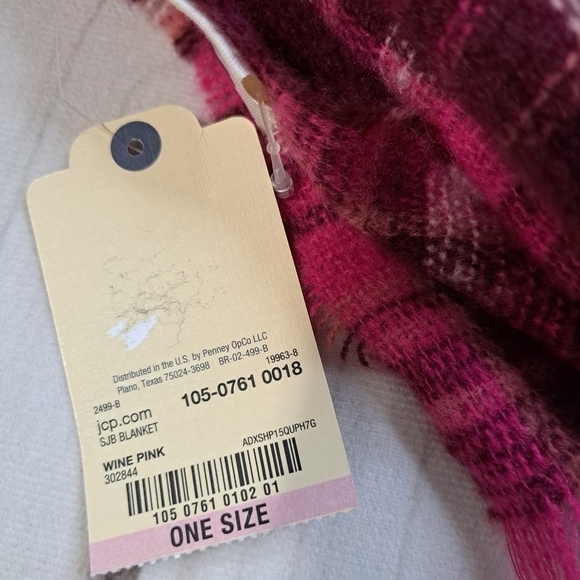 Distributed in the U.S. by Penney OpCo LLC
Plano, Texas 75024-3698 BR-02-499-B 19963-8
2499-B
jcp.com 105-0761 0018
SJB BLANKET
ADXSHP15QUPH7G
WINE PINK
302844
105 0761 0102 01
ONE SIZE